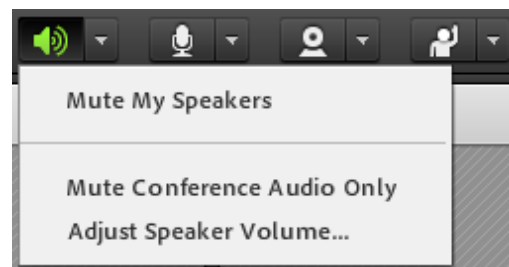 Mute My Speakers
Mute Conference Audio Only
Adjust Speaker Volume...